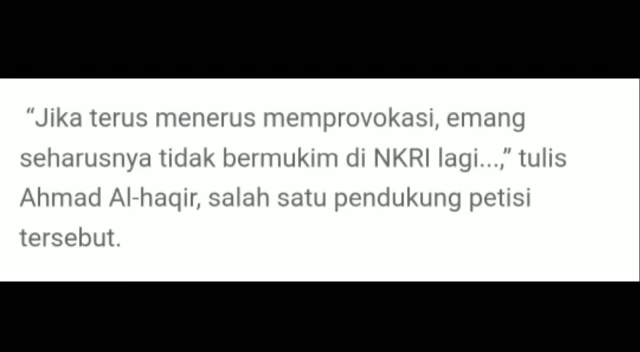 “Jika terus menerus memprovokasi, emang
seharusnya tidak bermukim di NKRI lagi...,” tulis
Ahmad Al-haqir, salah satu pendukung petisi
tersebut.